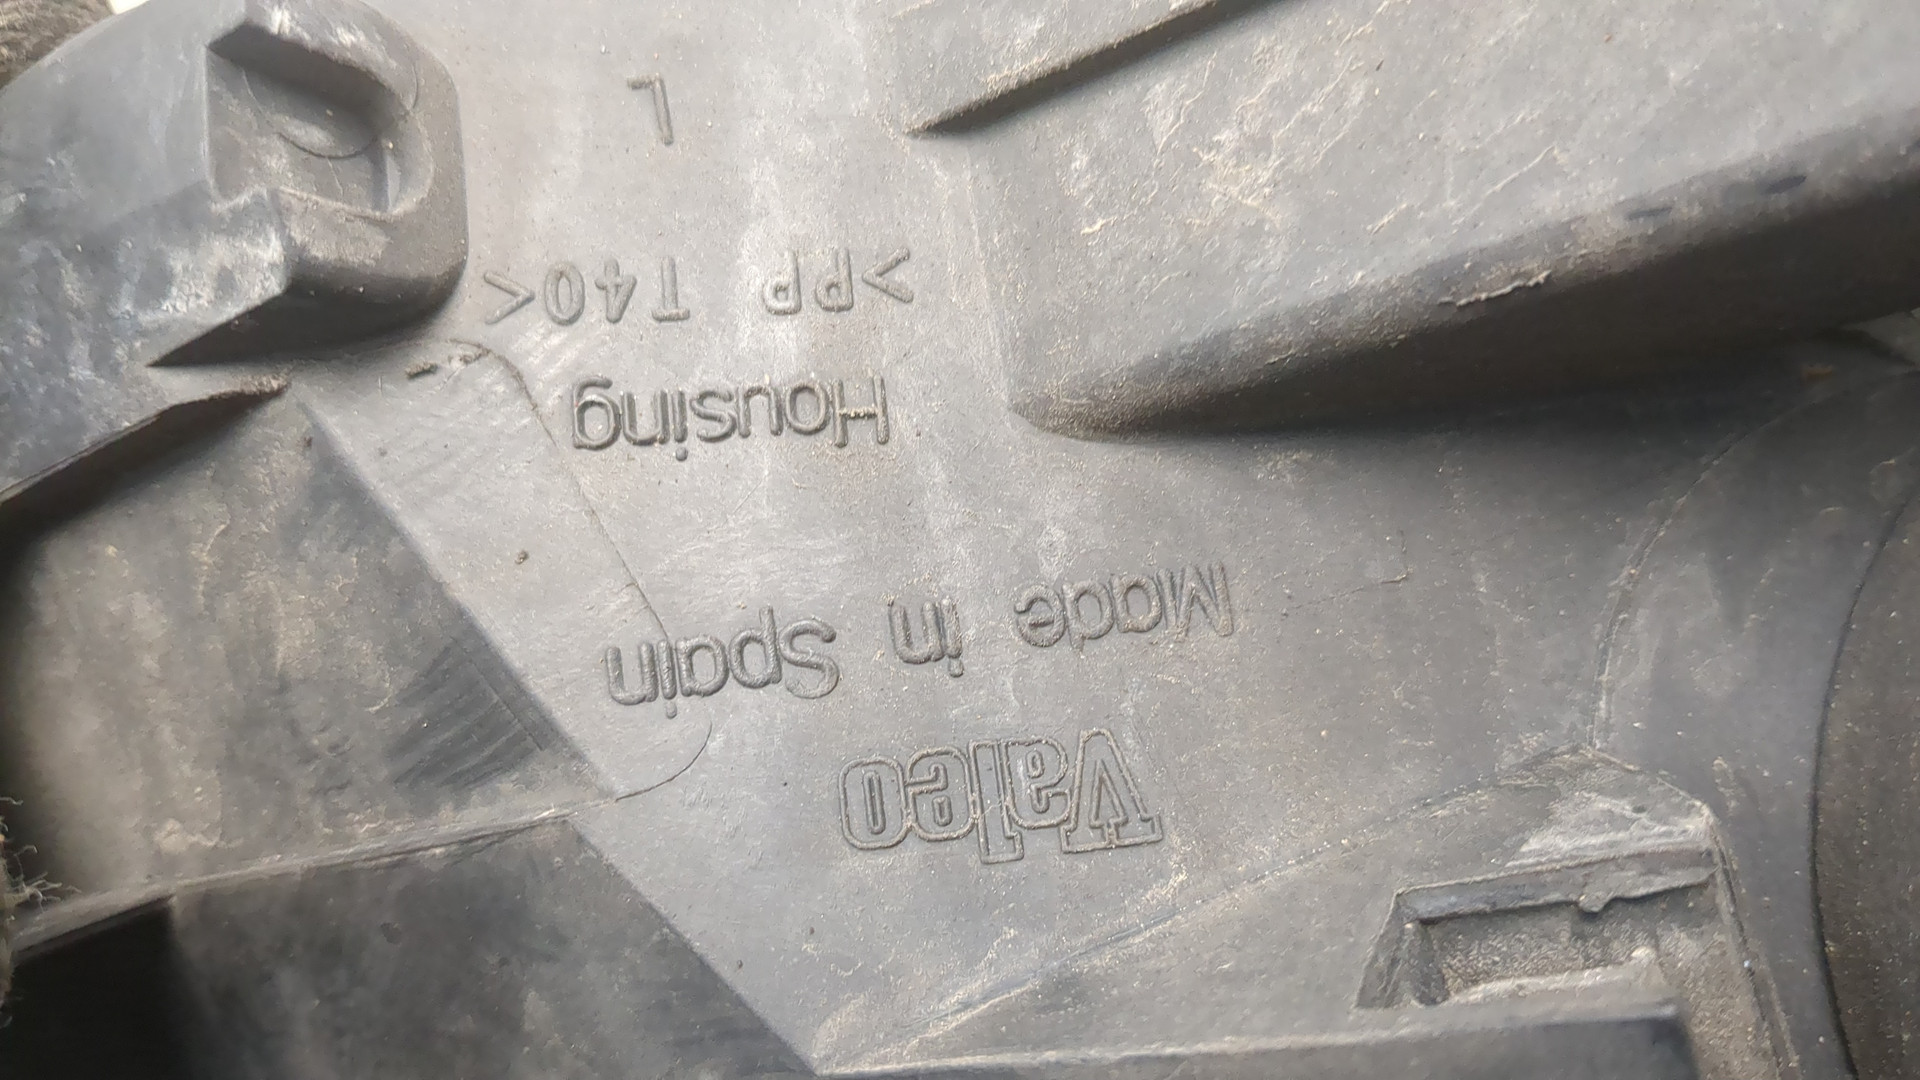 Valeo
Made in Spain
Housing
>PP T40<
L